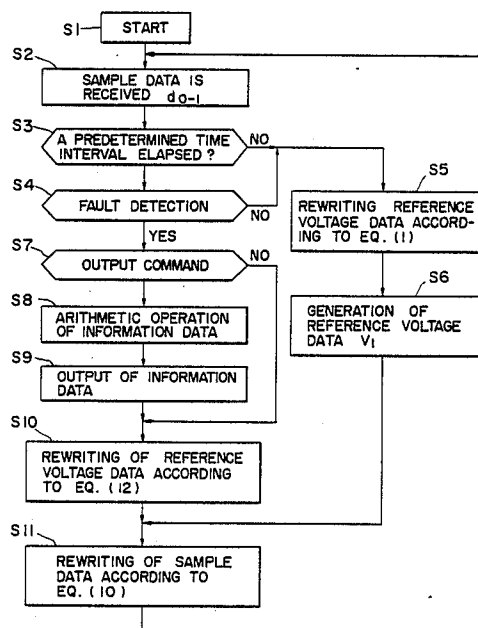 S1
START
S2
SAMPLE DATA IS
RECEIVED do-1
S3
A PREDETERMINED TIME
INTERVAL ELAPSED ?
NO
S4
FAULT DETECTION
NO
YES
S5
REWRITING REFERENCE
VOLTAGE DATA ACCORD-
ING TO EQ. (1)
S7
OUTPUT COMMAND
NO
S6
GENERATION OF
REFERENCE VOLTAGE
DATA V1
S8
ARITHMETIC OPERATION
OF INFORMATION DATA
S9
OUTPUT OF INFORMATION
DATA
S10
REWRITING OF REFERENCE
VOLTAGE DATA ACCORDING
TO EQ. (12)
S11
REWRITING OF SAMPLE
DATA ACCORDING TO
EQ. (10)